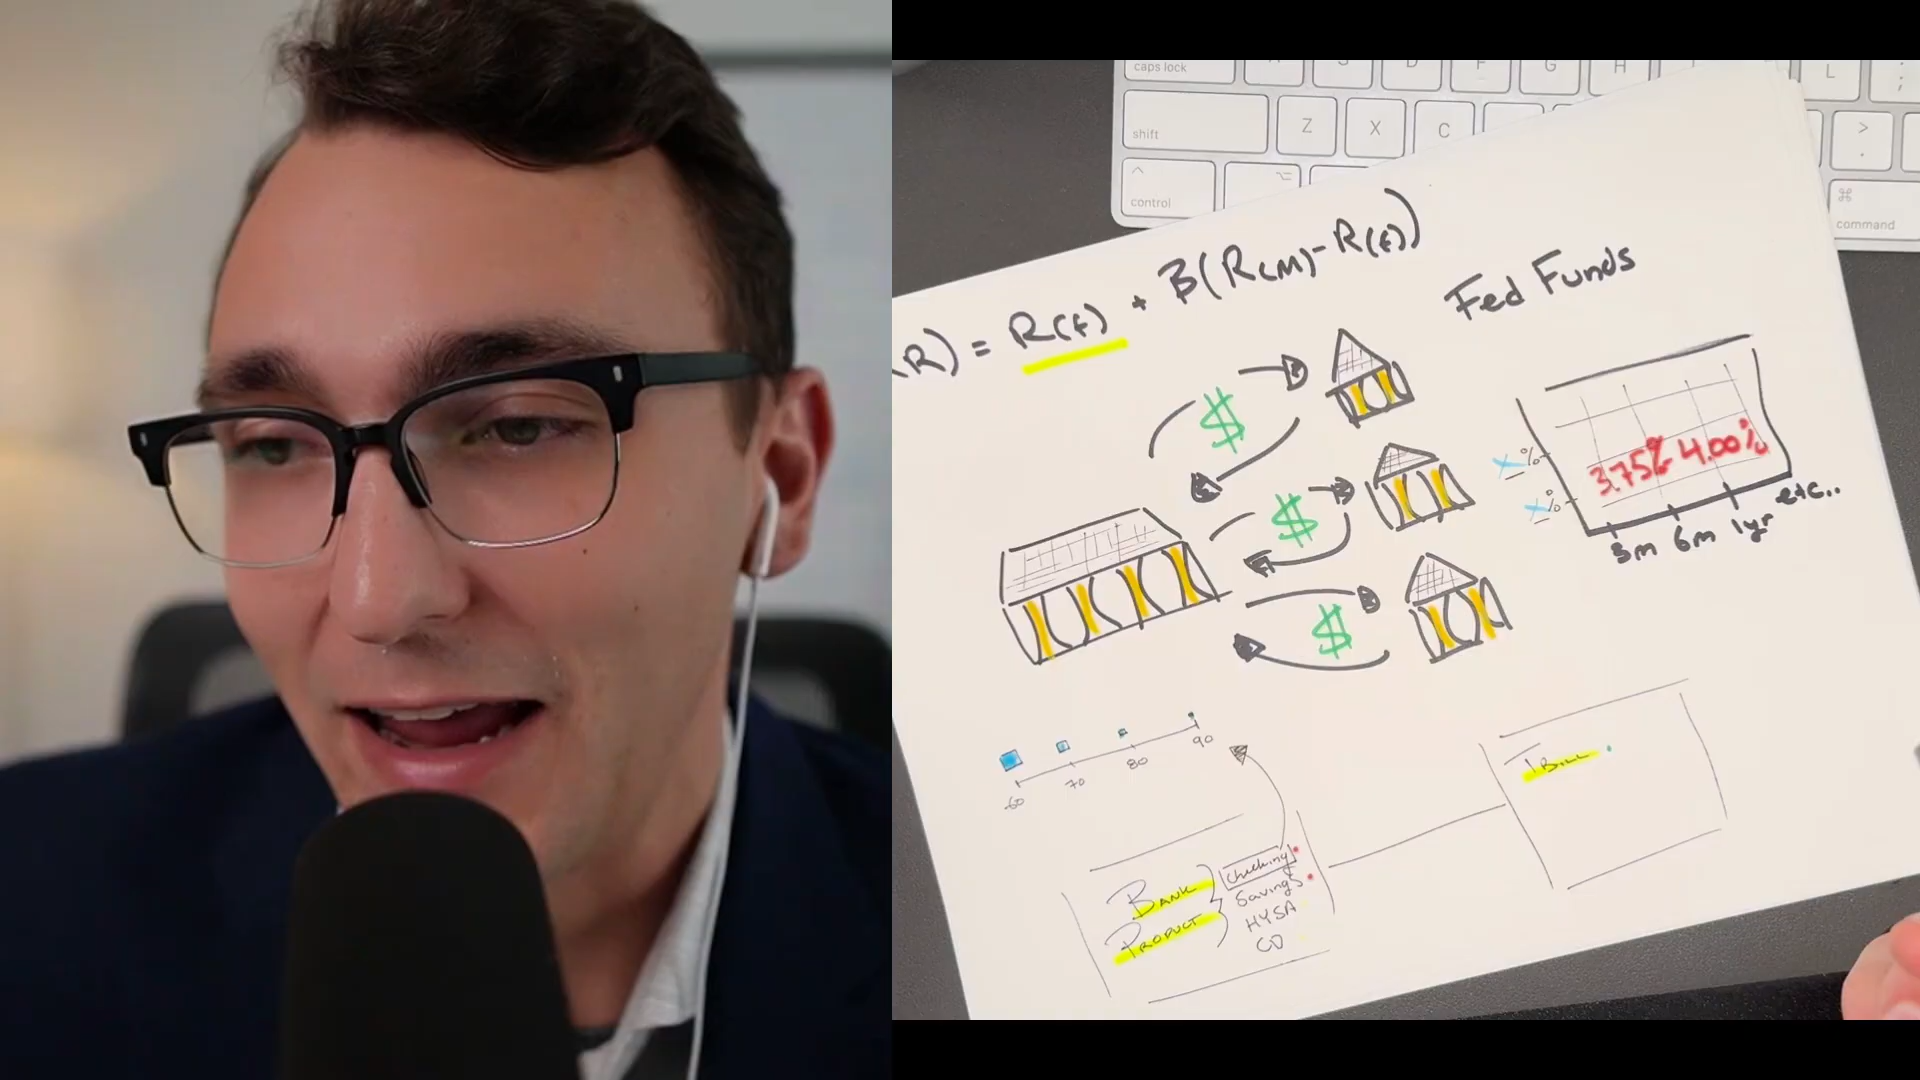 caps lock
S
D
F
G
H
L
;
shift
Z
X
C
>
.
^
control
⌥
⌘
command
(R) = R(f) + B(R(M) - R(f))
Fed Funds
3.75% 4.00%
x%
x%
3m 6m 1yr etc..
60 70 80 90
T Bill
Bank
Product
Checking
Savings
HYSA
CD
$
$
$